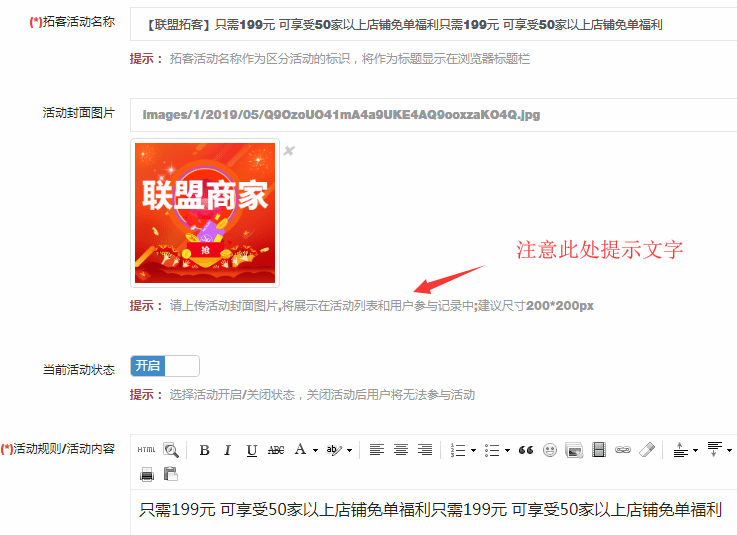 (*)拓客活动名称
【联盟拓客】只需199元 可享受50家以上店铺免单福利只需199元 可享受50家以上店铺免单福利
提示： 拓客活动名称作为区分活动的标识，将作为标题显示在浏览器标题栏
活动封面图片
images/1/2019/05/Q9OzoUO41mA4a9UKE4AQ9ooxzaKO4Q.jpg
联盟商家
抢
注意此处提示文字
提示： 请上传活动封面图片,将展示在活动列表和用户参与记录中;建议尺寸200*200px
当前活动状态
开启
提示： 选择活动开启/关闭状态，关闭活动后用户将无法参与活动
(*)活动规则/活动内容
HTML B I U ABC A ab
只需199元 可享受50家以上店铺免单福利只需199元 可享受50家以上店铺免单福利